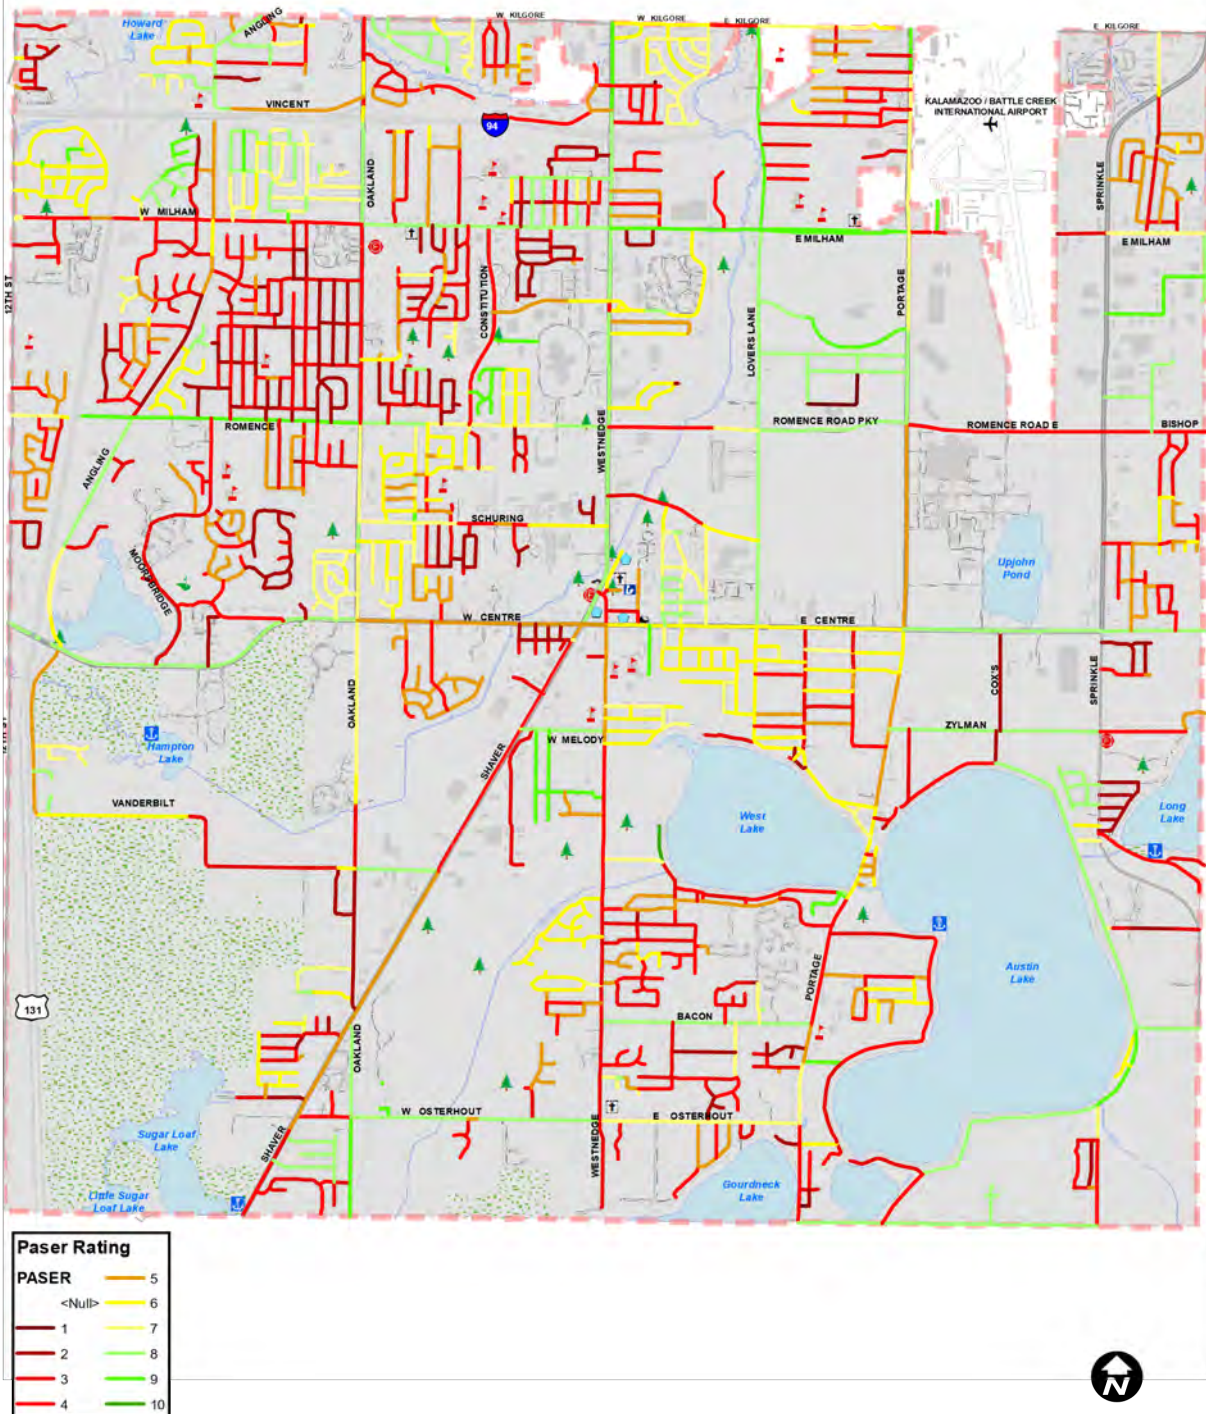 W KILGORE
W KILGORE
E KILGORE
E KILGORE
Howard
Lake
ANGLING
VINCENT
94
KALAMAZOO / BATTLE CREEK
INTERNATIONAL AIRPORT
OAKLAND
SPRINKLE
W MILHAM
E MILHAM
E MILHAM
12TH ST
CONSTITUTION
PORTAGE
LOVERS LANE
WESTNEDGE
ROMENCE
ROMENCE ROAD PKY
ROMENCE ROAD E
BISHOP
ANGLING
SCHURING
MOORSBRIDGE
Upjohn
Pond
W CENTRE
E CENTRE
OAKLAND
COX'S
SPRINKLE
ZYLMAN
W MELODY
SHAVER
Hampton
Lake
VANDERBILT
West
Lake
Long
Lake
PORTAGE
Austin
Lake
131
BACON
OAKLAND
W OSTERHOUT
E OSTERHOUT
WESTNEDGE
SHAVER
Sugar Loaf
Lake
Little Sugar
Loaf Lake
Gourdneck
Lake
Paser Rating
PASER
<Null>
1
2
3
4
5
6
7
8
9
10
N